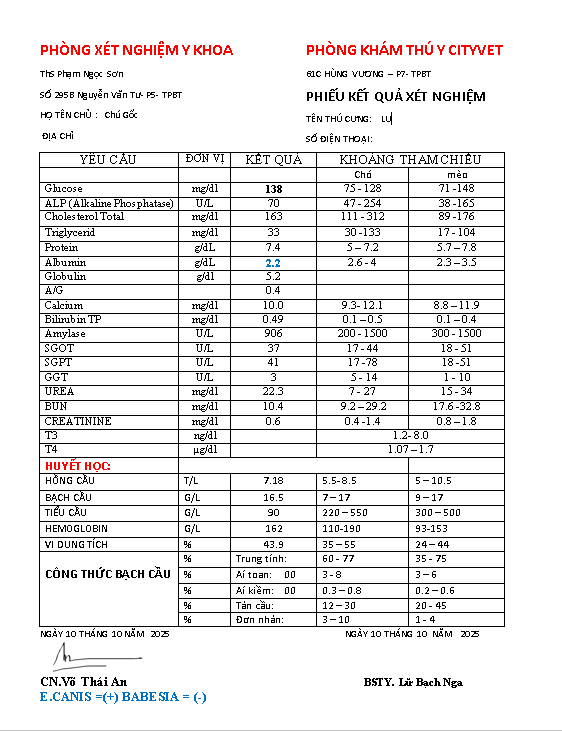 PHÒNG XÉT NGHIỆM Y KHOA PHÒNG KHÁM THÚ Y CITYVET
ThS Phạm Ngọc Sơn 61C HÙNG VƯƠNG – P7- TPBT
SỐ 295B Nguyễn Văn Tư- P5- TPBT PHIẾU KẾT QUẢ XÉT NGHIỆM
HỌ TÊN CHỦ : Chú Gốc TÊN THÚ CƯNG: LU
ĐỊA CHỈ SỐ ĐIỆN THOẠI:
YÊU CẦU ĐƠN VỊ KẾT QUẢ KHOẢNG THAM CHIẾU
Chó mèo
Glucose mg/dl 138 75 - 128 71 -148
ALP (Alkaline Phosphatase) U/L 70 47 - 254 38 -165
Cholesterol Total mg/dl 163 111 - 312 89 -176
Triglycerid mg/dl 33 30 -133 17 - 104
Protein g/dL 7.4 5 – 7.2 5.7 – 7.8
Albumin g/dL 2.2 2.6 - 4 2.3 – 3.5
Globulin g/dl 5.2
A/G 0.4
Calcium mg/dl 10.0 9.3- 12.1 8.8 – 11.9
Bilirubin TP mg/dl 0.49 0.1 – 0.5 0.1 – 0.4
Amylase U/L 906 200 - 1500 300 - 1500
SGOT U/L 37 17 - 44 18 - 51
SGPT U/L 41 17 -78 18 -51
GGT U/L 3 5 - 14 1 - 10
UREA mg/dl 22.3 7 - 27 15 - 34
BUN mg/dl 10.4 9.2 – 29.2 17.6 -32.8
CREATININE mg/dl 0.6 0.4 -1.4 0.8 – 1.8
T3 ng/dl 1.2- 8.0
T4 µg/dl 1.07 – 1.7
HUYẾT HỌC:
HỒNG CẦU T/L 7.18 5.5-8.5 5 – 10.5
BẠCH CẦU G/L 16.5 7 – 17 9 – 17
TIỂU CẦU G/L 90 220 – 550 300 – 500
HEMOGLOBIN G/L 162 110-190 93-153
VI DUNG TÍCH % 43.9 35 – 55 24 – 44
% Trung tính: 60 - 77 35 - 75
CÔNG THỨC BẠCH CẦU % Aí toan: 00 3 - 8 3 – 6
% Aí kiềm: 00 0.3 – 0.8 0.2 – 0.6
% Tân cầu: 12 – 30 20 - 45
% Đơn nhân: 3 – 10 1 - 4
NGÀY 10 THÁNG 10 NĂM 2025 NGÀY 10 THÁNG 10 NĂM 2025
CN.Võ Thái An BSTY. Lữ Bạch Nga
E.CANIS =(+) BABESIA = (-)